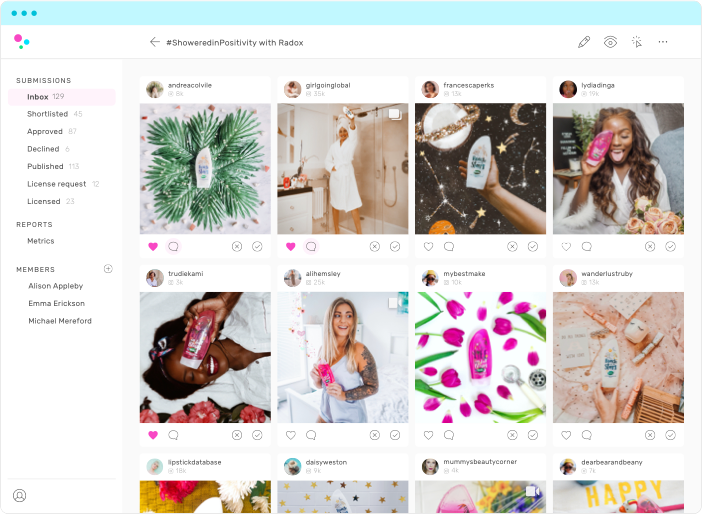 #ShoweredinPositivity with Radox
SUBMISSIONS
Inbox 129
Shortlisted 45
Approved 87
Declined 6
Published 113
License request 12
Licensed 23
REPORTS
Metrics
MEMBERS
Alison Appleby
Emma Erickson
Michael Mereford
andreacolvile
8k
girlgoinglobal
35k
francescaperks
13k
lydiadinga
19k
trudiekami
3k
alihemsley
25k
mybestmake
10k
wanderlustruby
13k
lipstickdatabase
18k
daisyweston
9k
mummysbeautycorner
4k
dearbearandbeany
7k
HAPPY